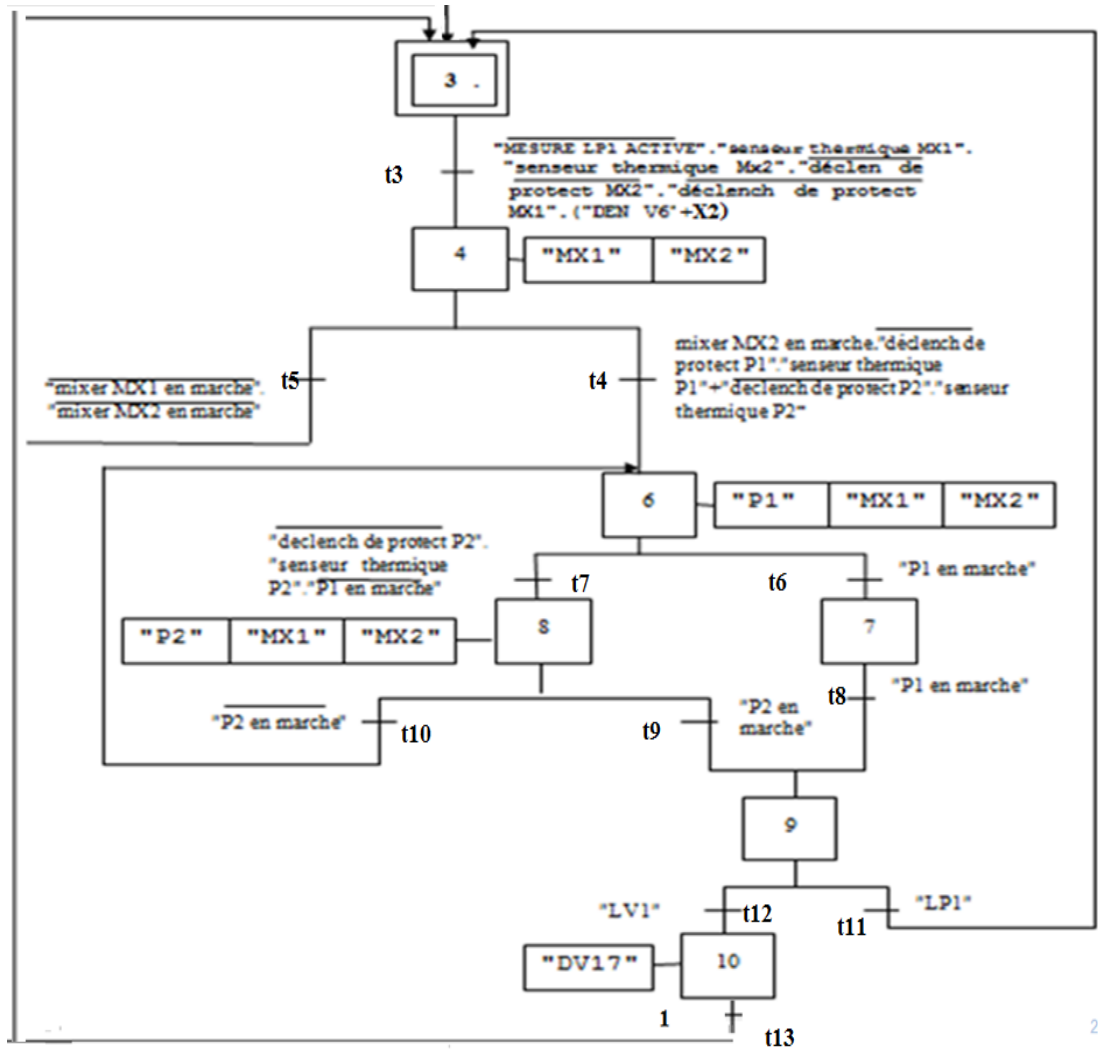 3 .
"MESURE LP1 ACTIVE"."senseur thermique MX1".
t3
"senseur thermique Mx2"."déclen de
protect MX2"."déclench de protect
MX1".("DEN V6"+X2)
4
"MX1" "MX2"
"mixer MX1 en marche".
"mixer MX2 en marche"
t5
t4
mixer MX2 en marche."déclench de
protect P1"."senseur thermique
P1"+"declench de protect P2"."senseur
thermique P2"
6
"P1" "MX1" "MX2"
"declench de protect P2".
"senseur thermique
P2"."P1 en marche"
t7
t6
"P1 en marche"
"P2" "MX1" "MX2"
8
7
t8
"P1 en marche"
"P2 en marche"
t10
t9
"P2 en
marche"
9
"LV1"
t12
t11
"LP1"
"DV17"
10
1
t13
2